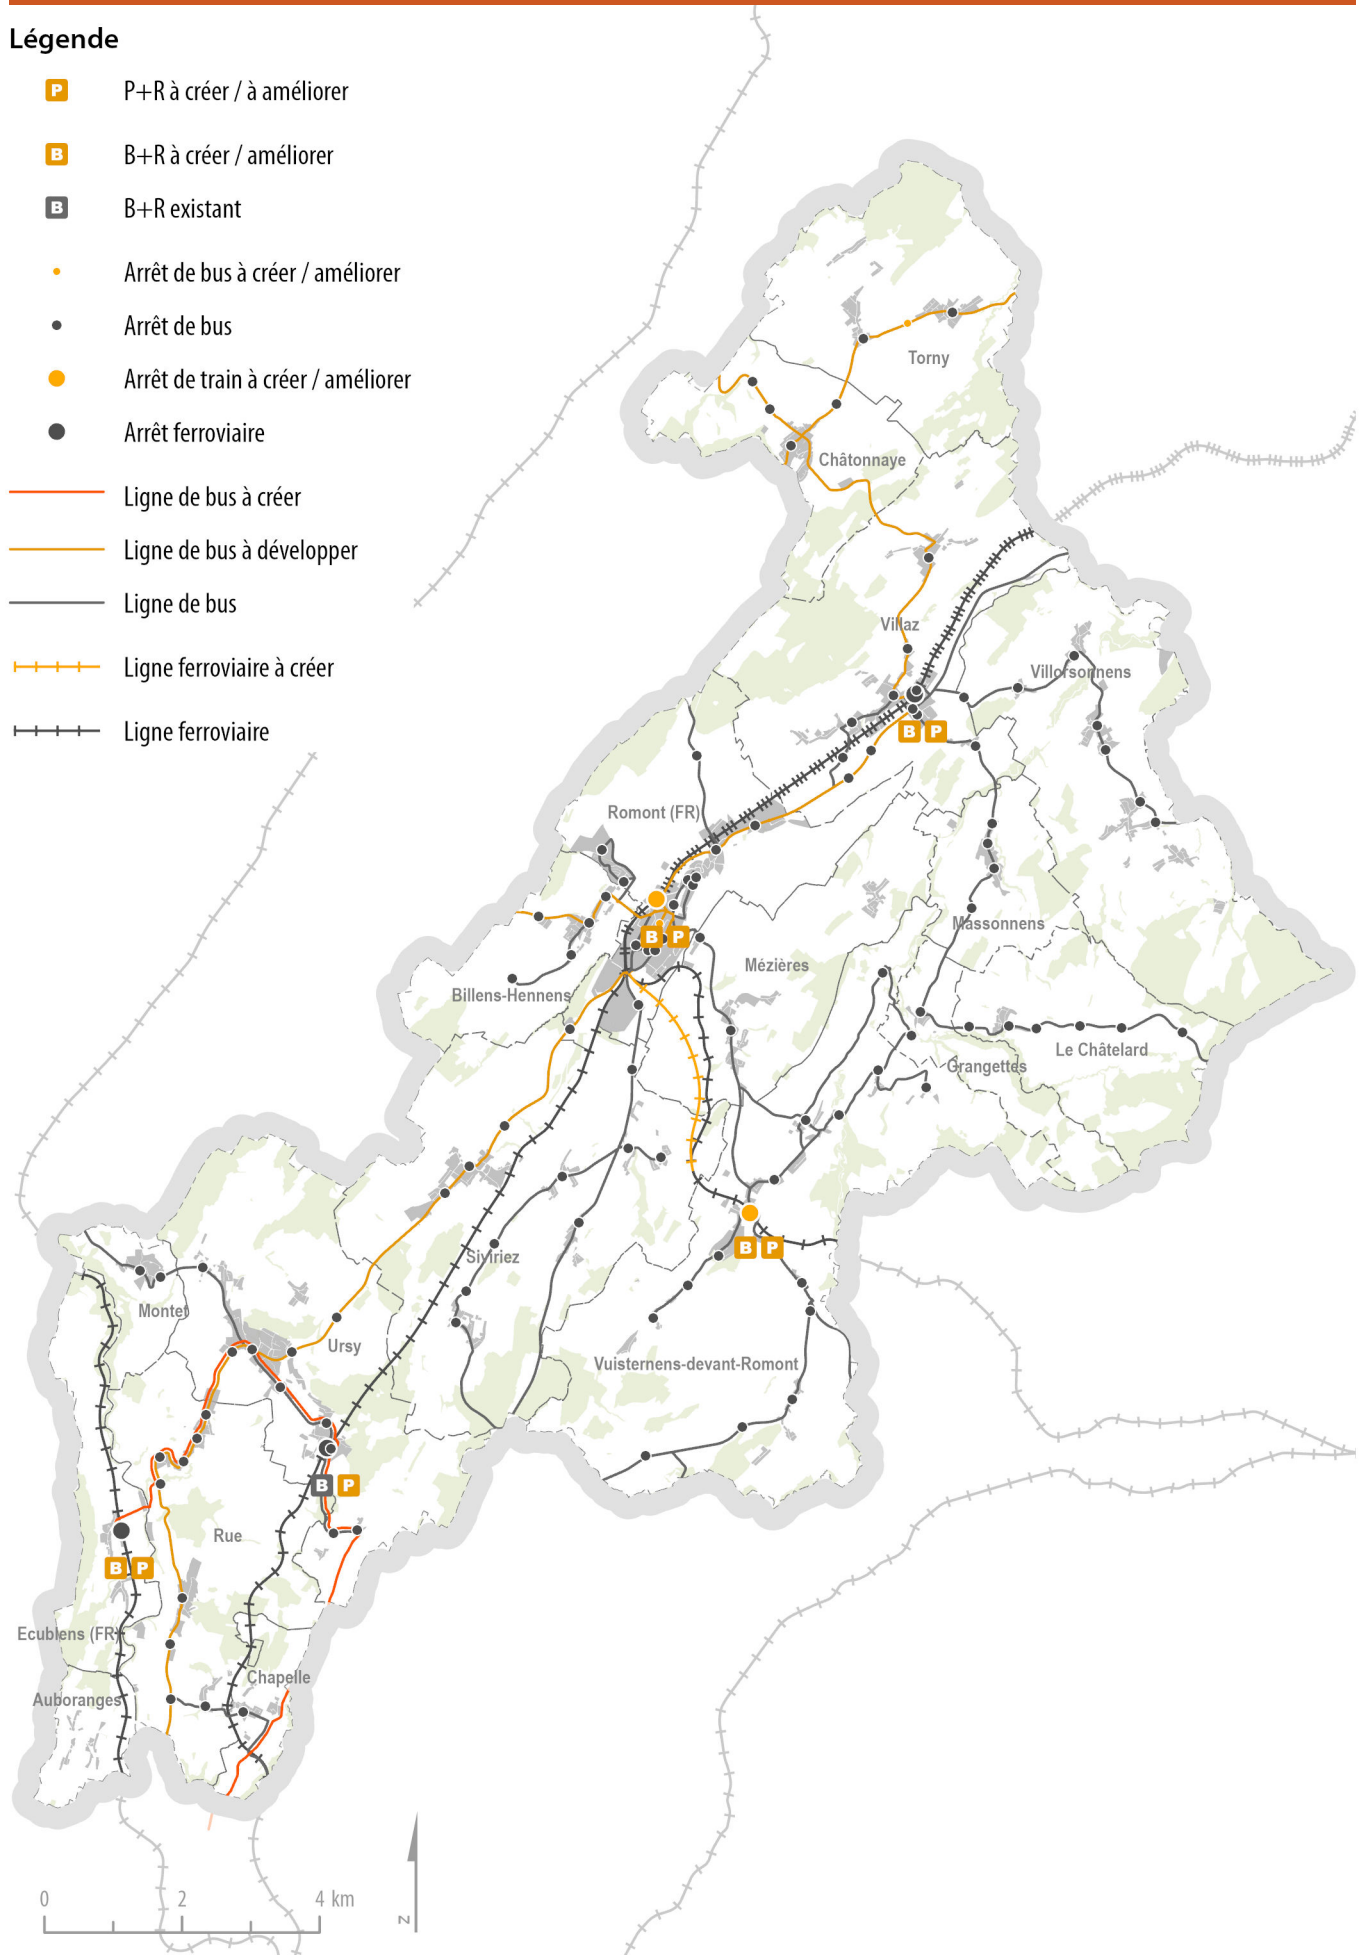 Légende
P P+R à créer / à améliorer
B B+R à créer / améliorer
B B+R existant
Arrêt de bus à créer / améliorer
Arrêt de bus
Arrêt de train à créer / améliorer
Arrêt ferroviaire
Ligne de bus à créer
Ligne de bus à développer
Ligne de bus
Ligne ferroviaire à créer
Ligne ferroviaire
Torny
Châtonnaye
Villaz
Villorsonnens
B P
Romont (FR)
Massonnens
B P
Mézières
Billens-Hennens
Le Châtelard
Grangettes
Siviriez
B P
Montet
Ursy
Vuisternens-devant-Romont
B P
Rue
B P
Ecublens (FR)
Chapelle
Auboranges
0 2 4 km
N